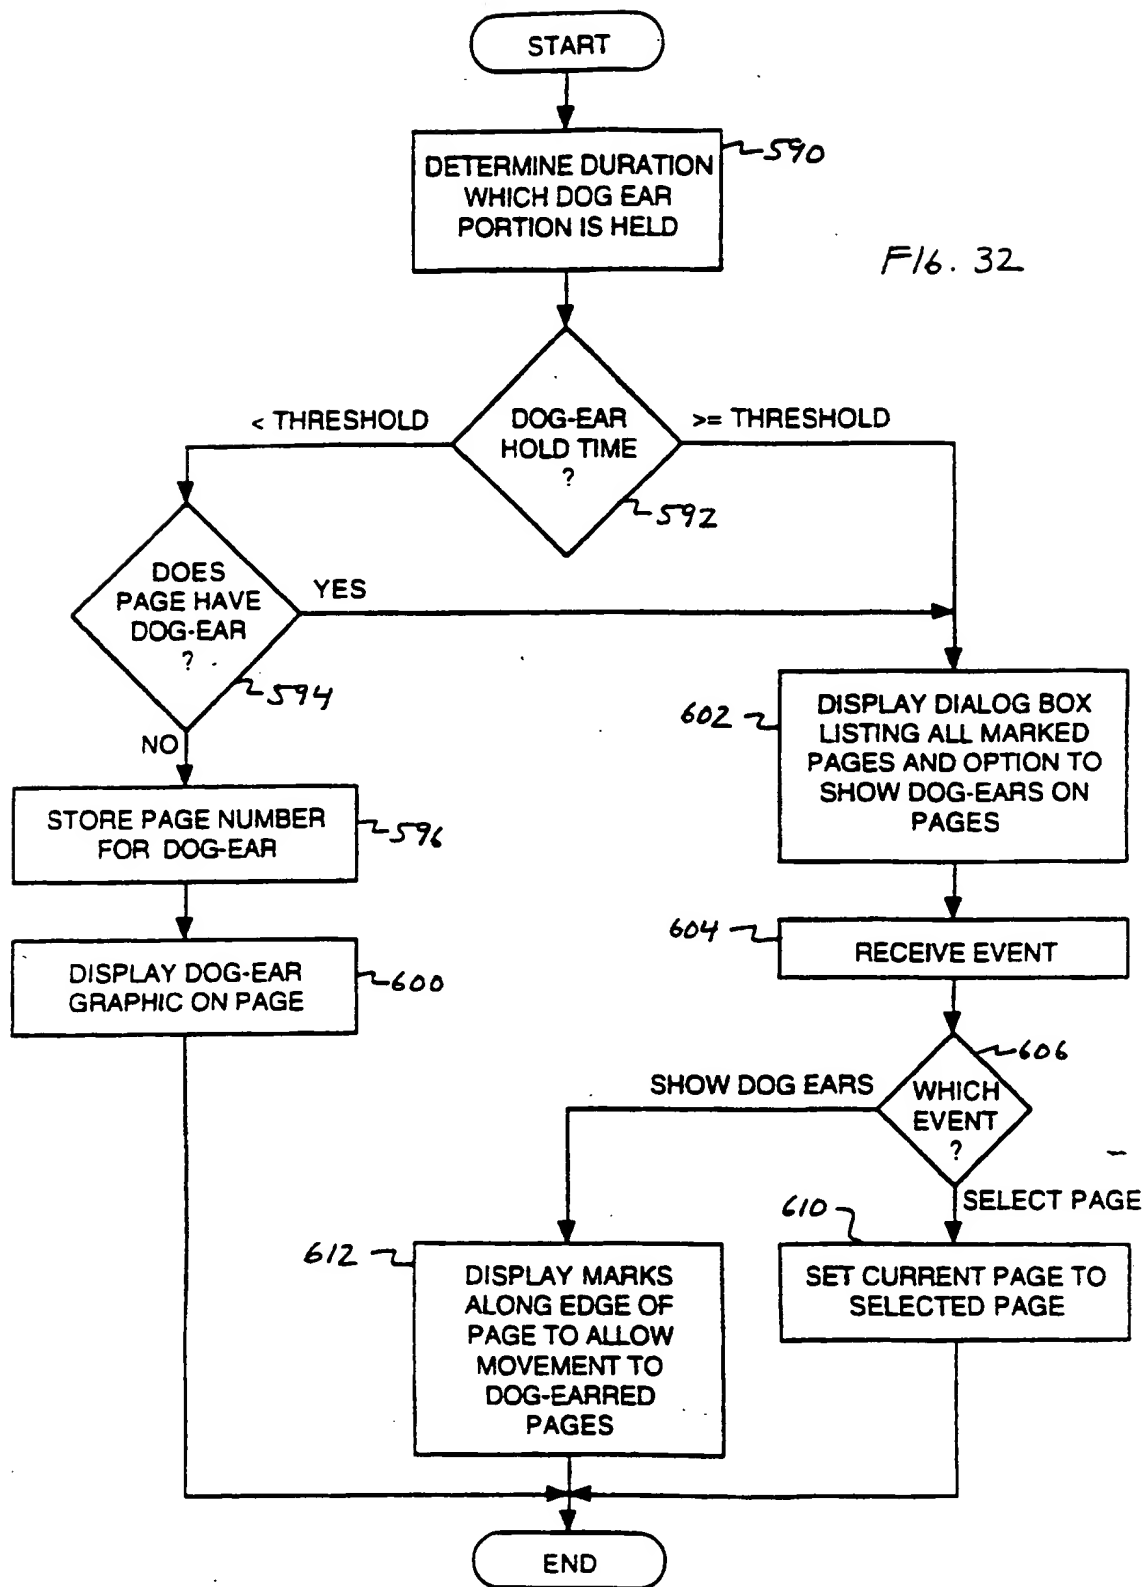 START
DETERMINE DURATION
WHICH DOG EAR
PORTION IS HELD
590
FIG. 32
< THRESHOLD
DOG-EAR
HOLD TIME
?
>= THRESHOLD
592
DOES
PAGE HAVE
DOG-EAR
?
YES
594
NO
STORE PAGE NUMBER
FOR DOG-EAR
596
DISPLAY DOG-EAR
GRAPHIC ON PAGE
600
602
DISPLAY DIALOG BOX
LISTING ALL MARKED
PAGES AND OPTION TO
SHOW DOG-EARS ON
PAGES
604
RECEIVE EVENT
606
SHOW DOG EARS
WHICH
EVENT
?
SELECT PAGE
610
SET CURRENT PAGE TO
SELECTED PAGE
612
DISPLAY MARKS
ALONG EDGE OF
PAGE TO ALLOW
MOVEMENT TO
DOG-EARRED
PAGES
END